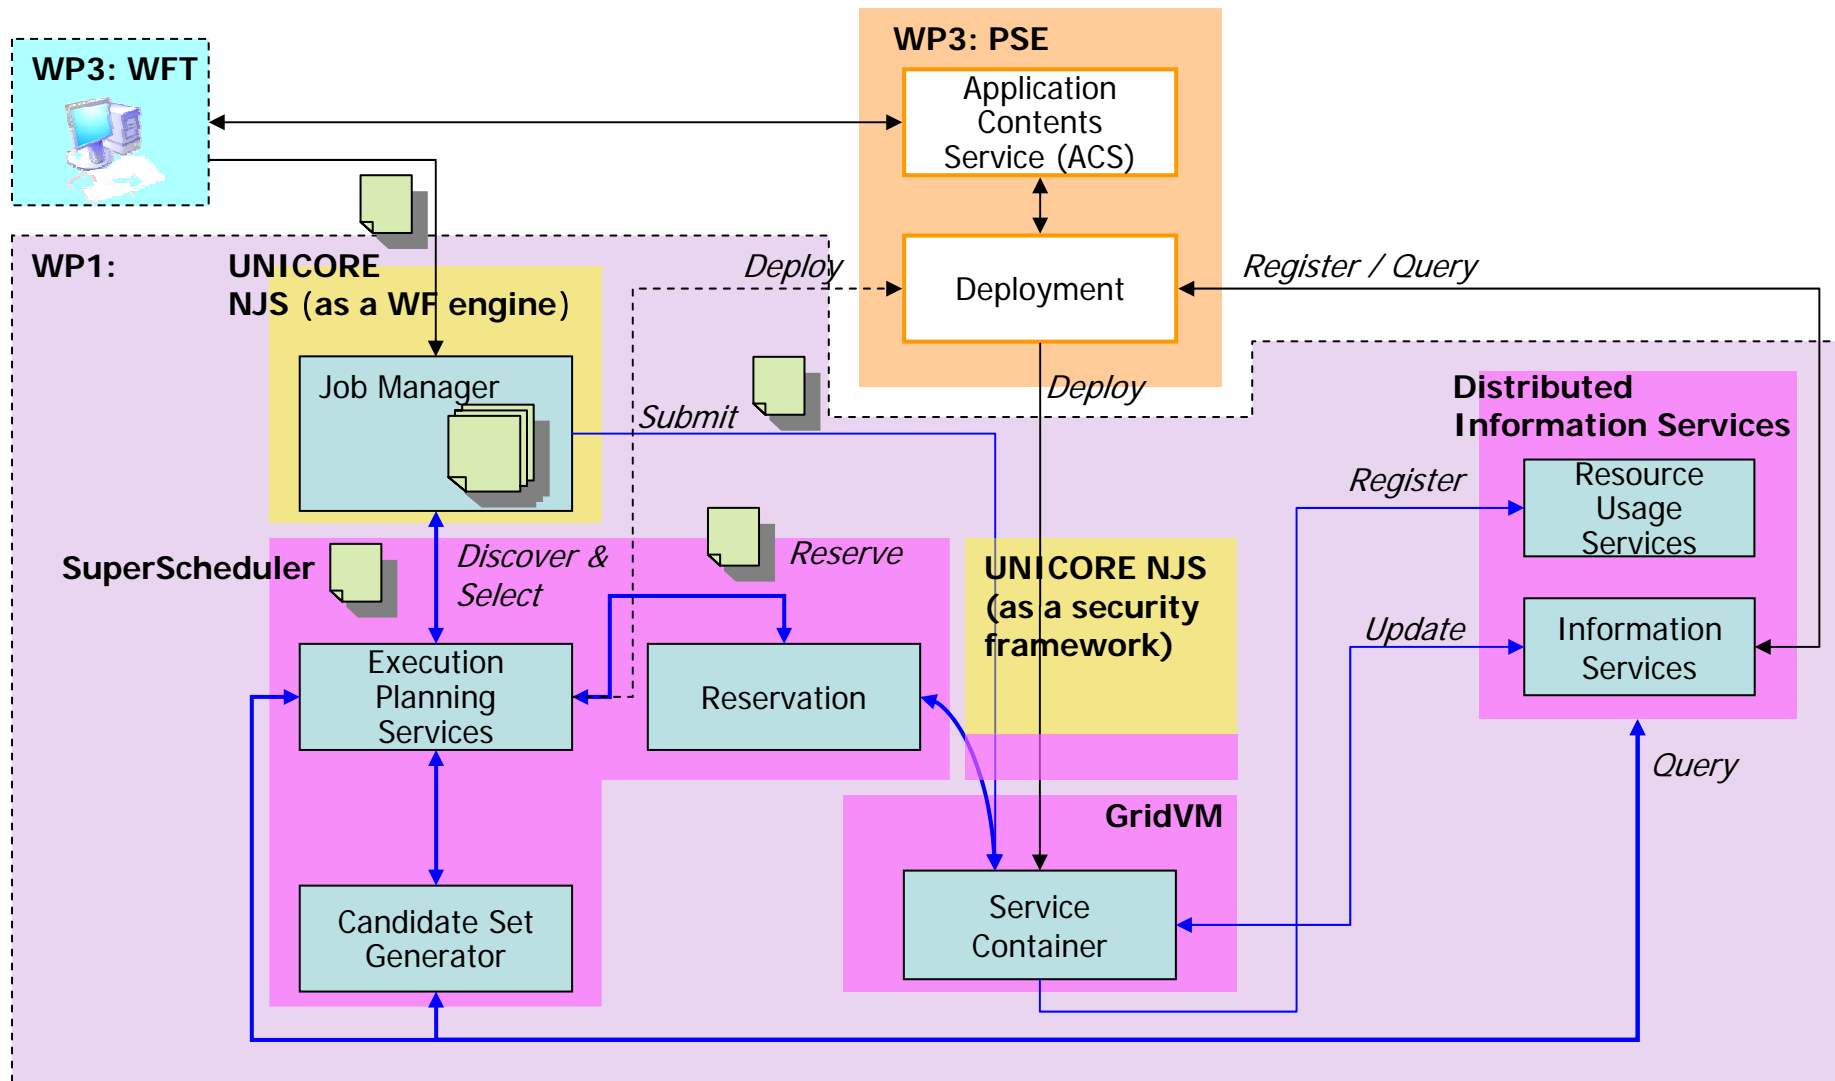 WP3: WFT
WP3: PSE
Application
Contents
Service (ACS)
Deployment
WP1:
UNICORE
NJS (as a WF engine)
Deploy
Register / Query
Job Manager
Submit
Deploy
Distributed
Information Services
Resource
Usage
Services
Register
SuperScheduler
Discover &
Select
Reserve
UNICORE NJS
(as a security
framework)
Update
Information
Services
Execution
Planning
Services
Reservation
Query
GridVM
Candidate Set
Generator
Service
Container